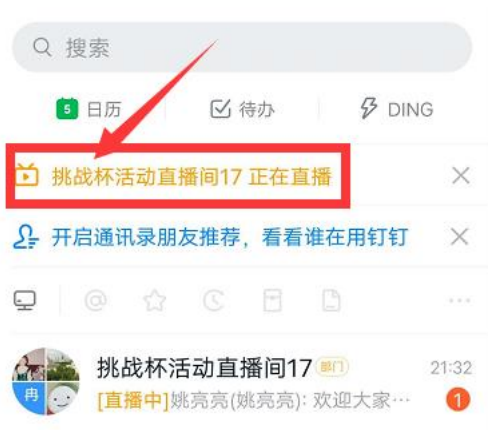 搜索
5 日历 待办 DING
挑战杯活动直播间17 正在直播
开启通讯录朋友推荐，看看谁在用钉钉
挑战杯活动直播间17 部门 21:32
冉 [直播中]姚亮亮(姚亮亮): 欢迎大家… 1